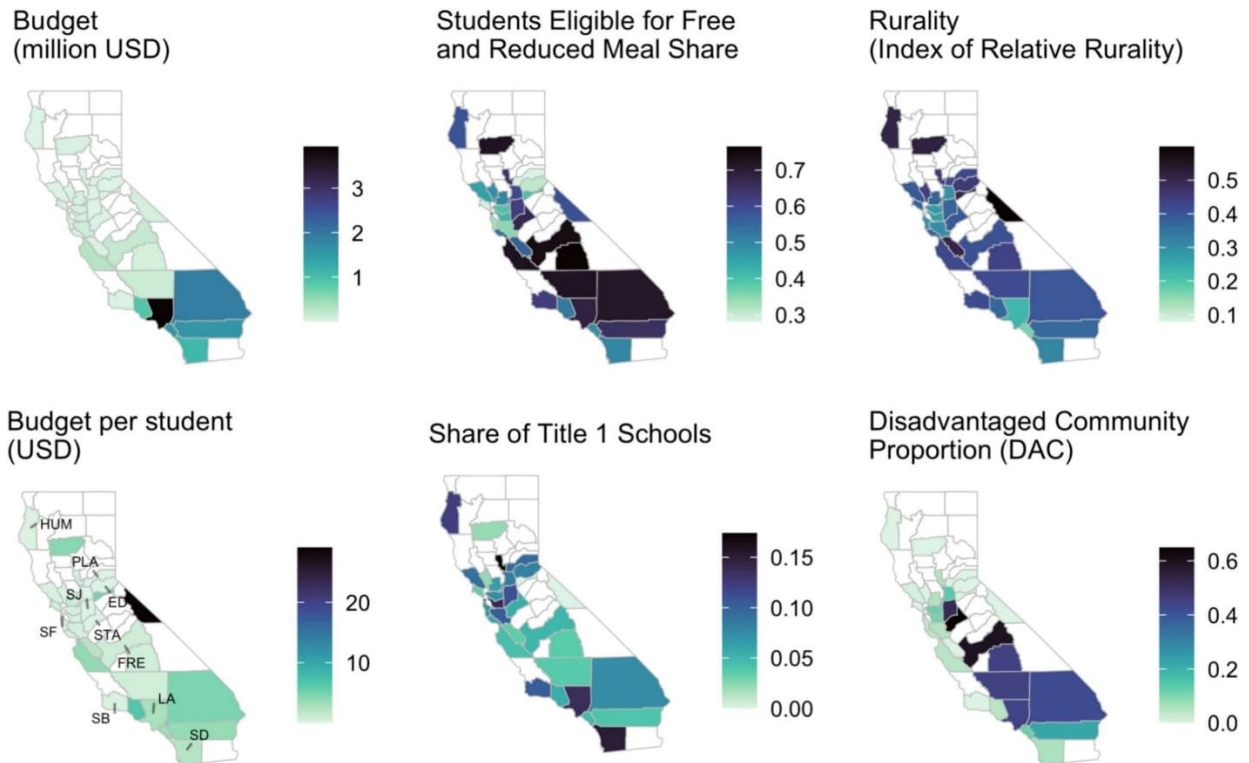 Budget
(million USD)
3
2
1
Students Eligible for Free
and Reduced Meal Share
0.7
0.6
0.5
0.4
0.3
Rurality
(Index of Relative Rurality)
0.5
0.4
0.3
0.2
0.1
Budget per student
(USD)
HUM
PLA
SJ
ED
SF
STA
FRE
LA
SB
SD
20
10
Share of Title 1 Schools
0.15
0.10
0.05
0.00
Disadvantaged Community
Proportion (DAC)
0.6
0.4
0.2
0.0